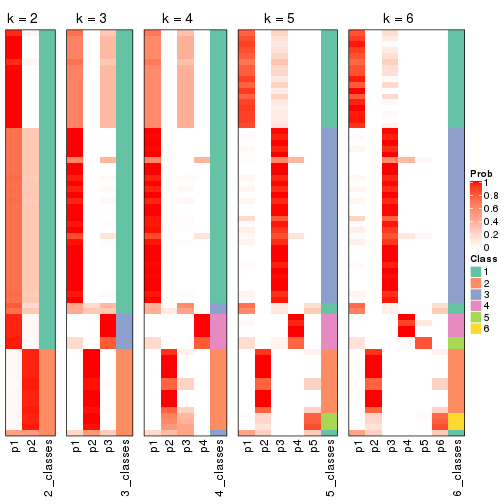 k = 2 k = 3 k = 4 k = 5 k = 6
Prob
1
0.8
0.6
0.4
0.2
0
Class
1
2
3
4
5
6
p1 p2 2_classes
p1 p2 p3 3_classes
p1 p2 p3 p4 4_classes
p1 p2 p3 p4 p5 5_classes
p1 p2 p3 p4 p5 p6 6_classes